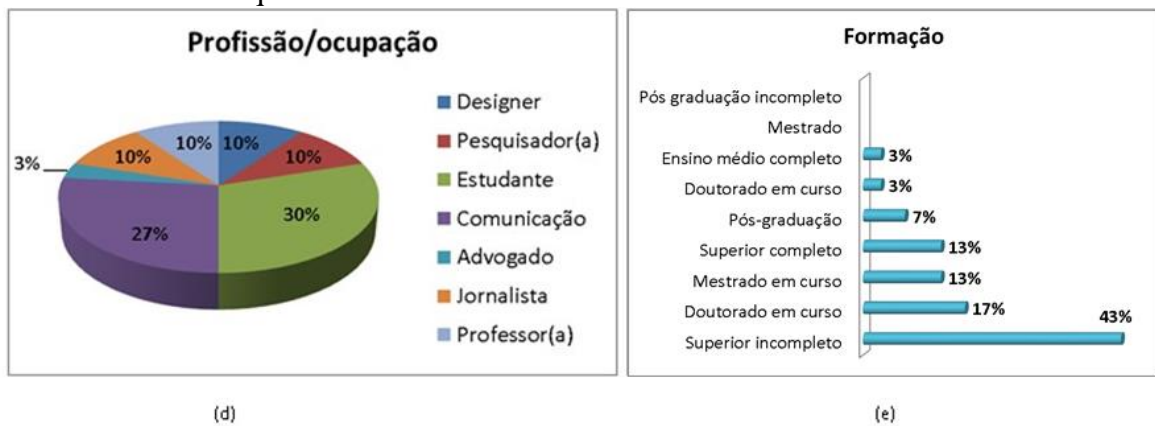 Profissão/ocupação
10%
10%
10%
10%
3%
30%
27%
Designer
Pesquisador(a)
Estudante
Comunicação
Advogado
Jornalista
Professor(a)
(d)
Formação
Pós graduação incompleto
Mestrado
Ensino médio completo 3%
Doutorado em curso 3%
Pós-graduação 7%
Superior completo 13%
Mestrado em curso 13%
Doutorado em curso 17%
Superior incompleto 43%
(e)